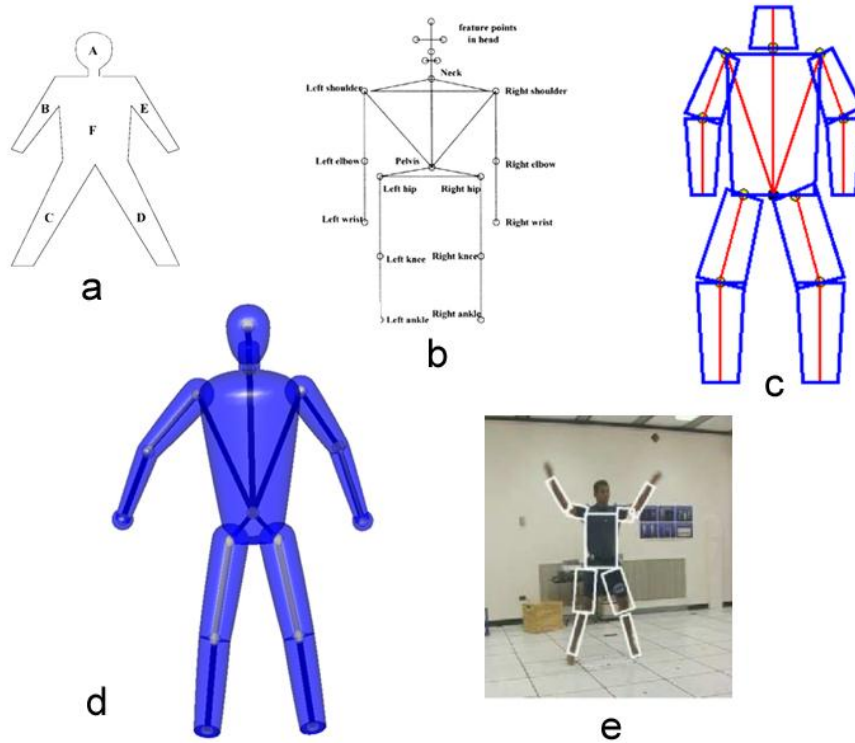 A
B
E
F
C
D
a
feature points
in head
Neck
Left shoulder
Right shoulder
Left elbow
Pelvis
Right elbow
Left hip
Right hip
Left wrist
Right wrist
Left knee
Right knee
Left ankle
Right ankle
b
c
d
e